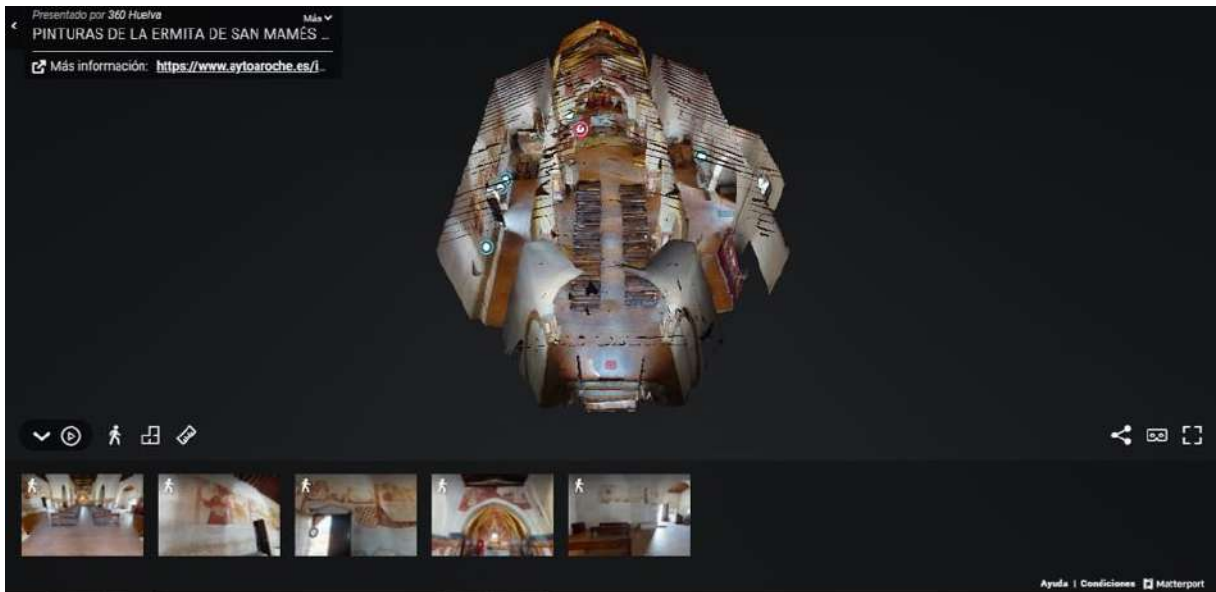 Presentado por 360 Huelva
Más
PINTURAS DE LA ERMITA DE SAN MAMÉS ...
Más información: https://www.aytoaroche.es/i...
Ayuda | Condiciones Matterport